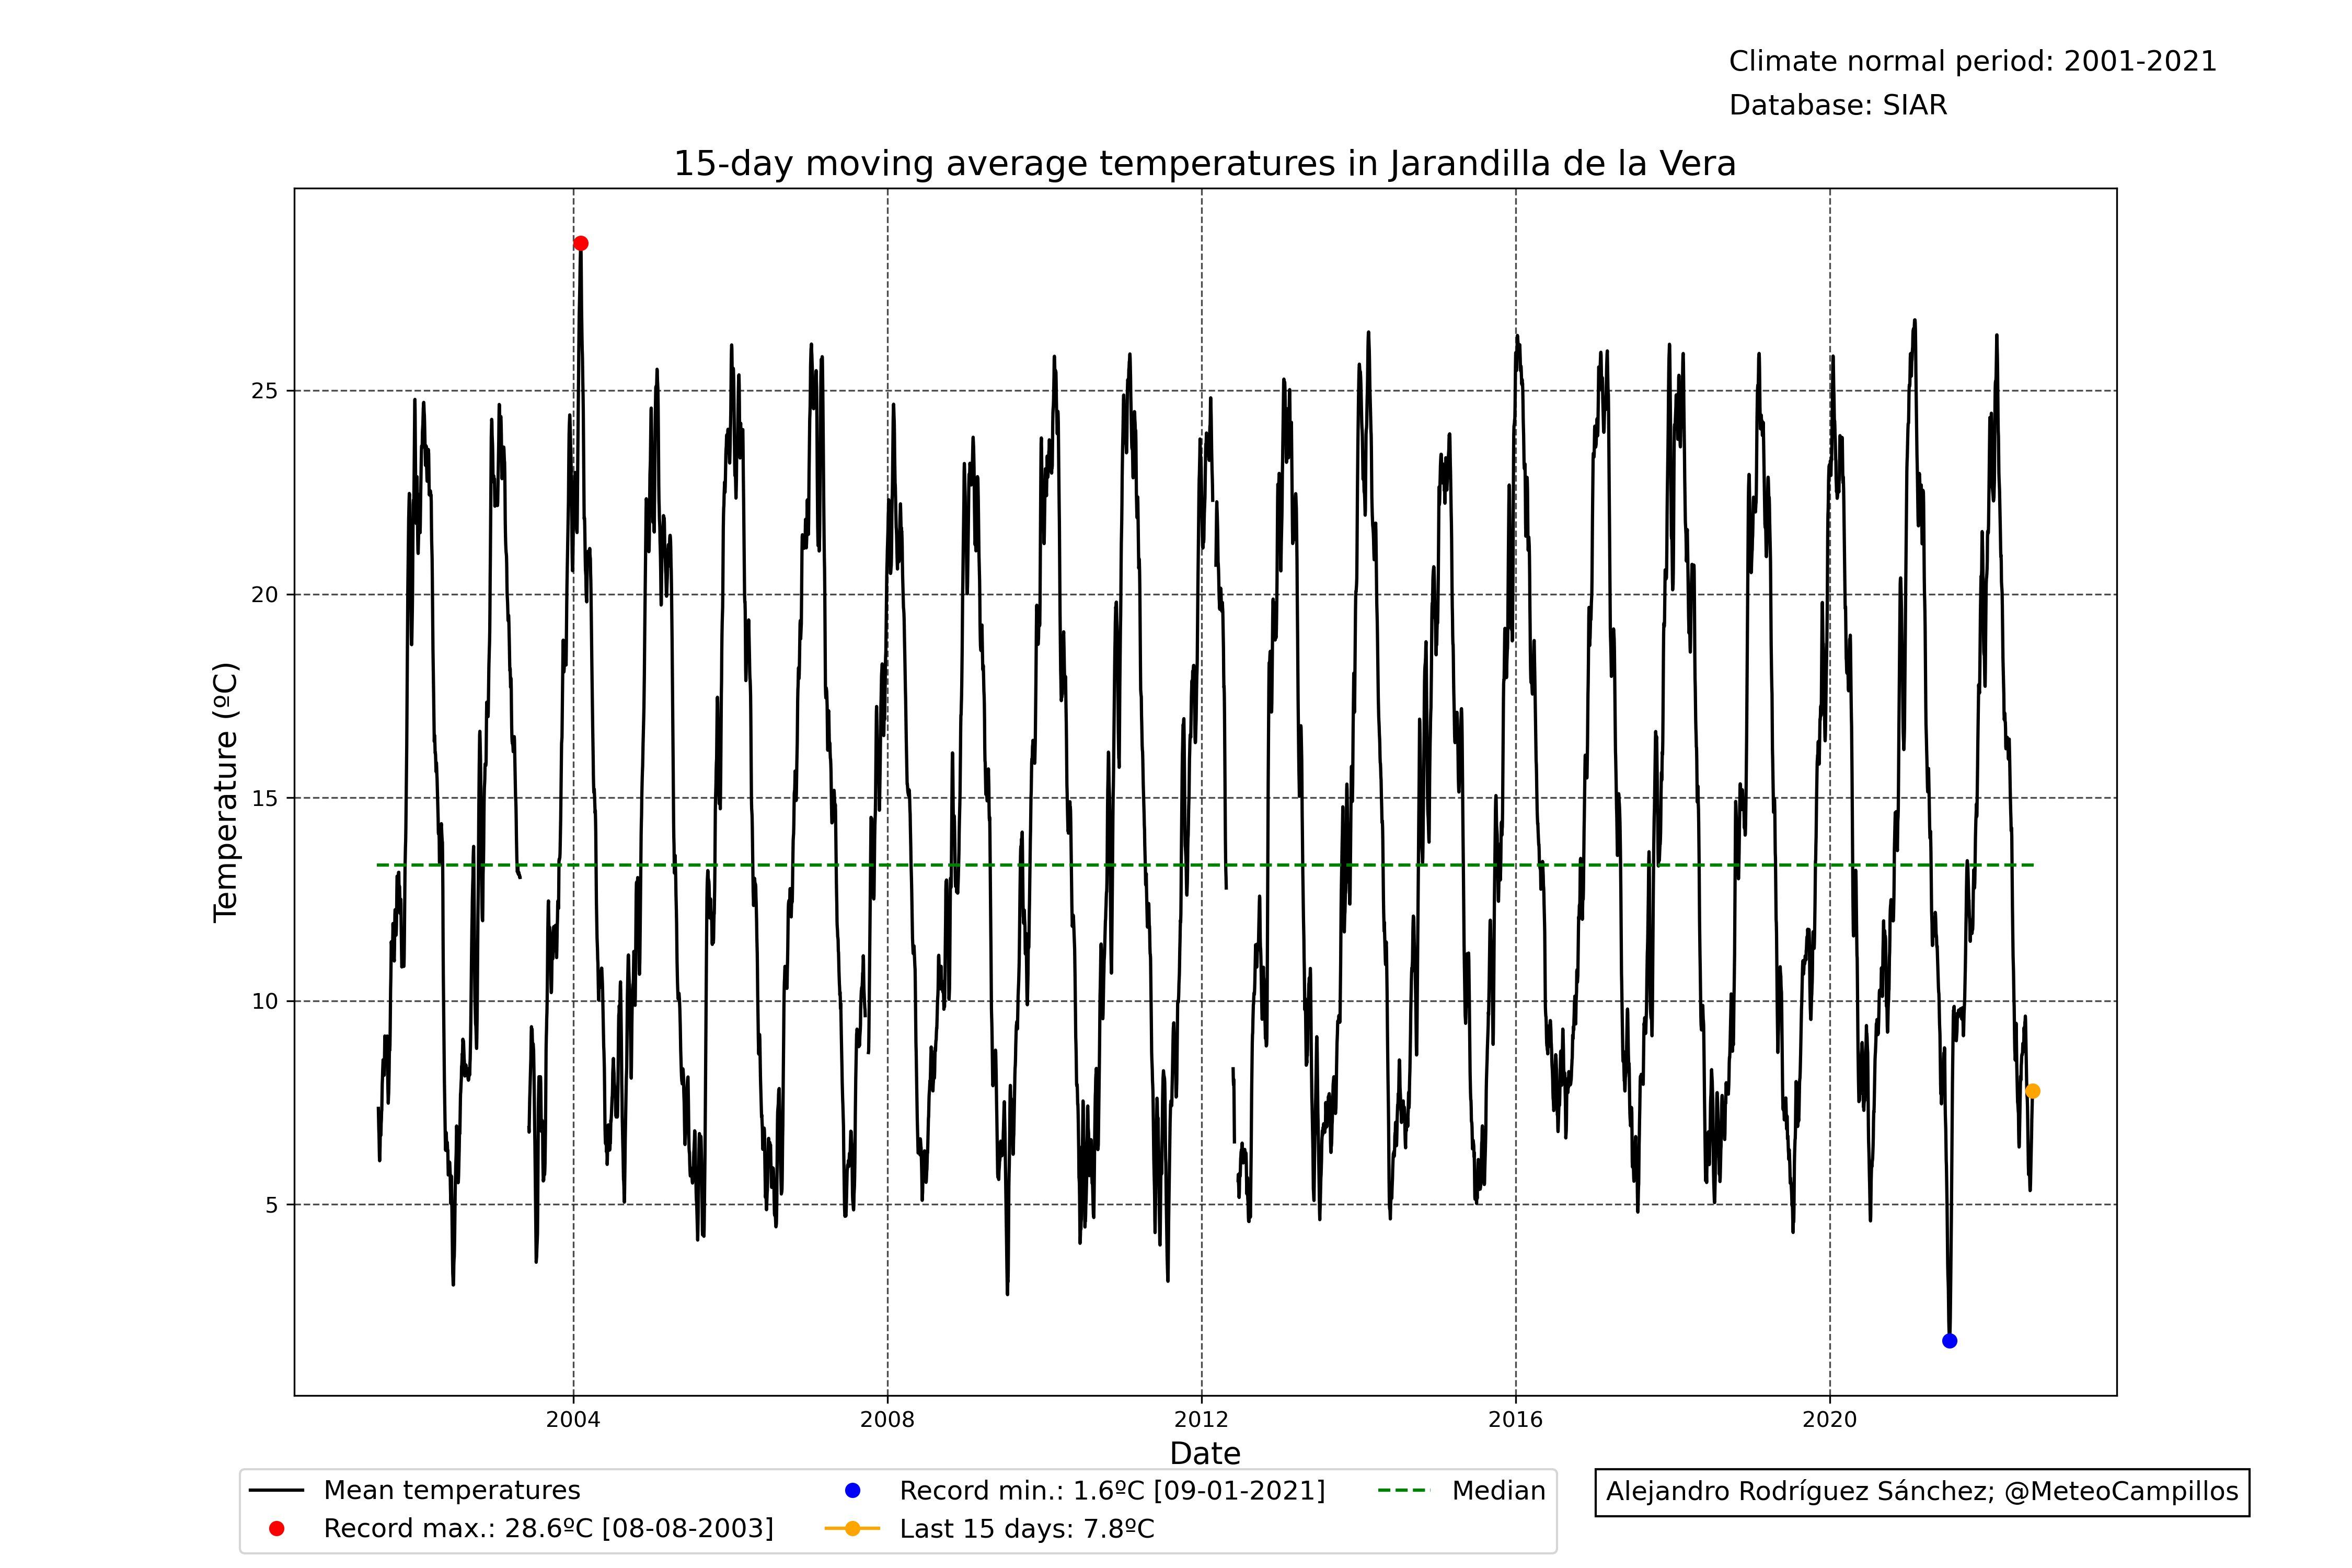 Climate normal period: 2001-2021
Database: SIAR
15-day moving average temperatures in Jarandilla de la Vera
25
20
15
10
5
Temperature (ºC)
2004 2008 2012 2016 2020
Date
Mean temperatures
Record max.: 28.6ºC [08-08-2003]
Record min.: 1.6ºC [09-01-2021]
Last 15 days: 7.8ºC
Median
Alejandro Rodríguez Sánchez; @MeteoCampillos